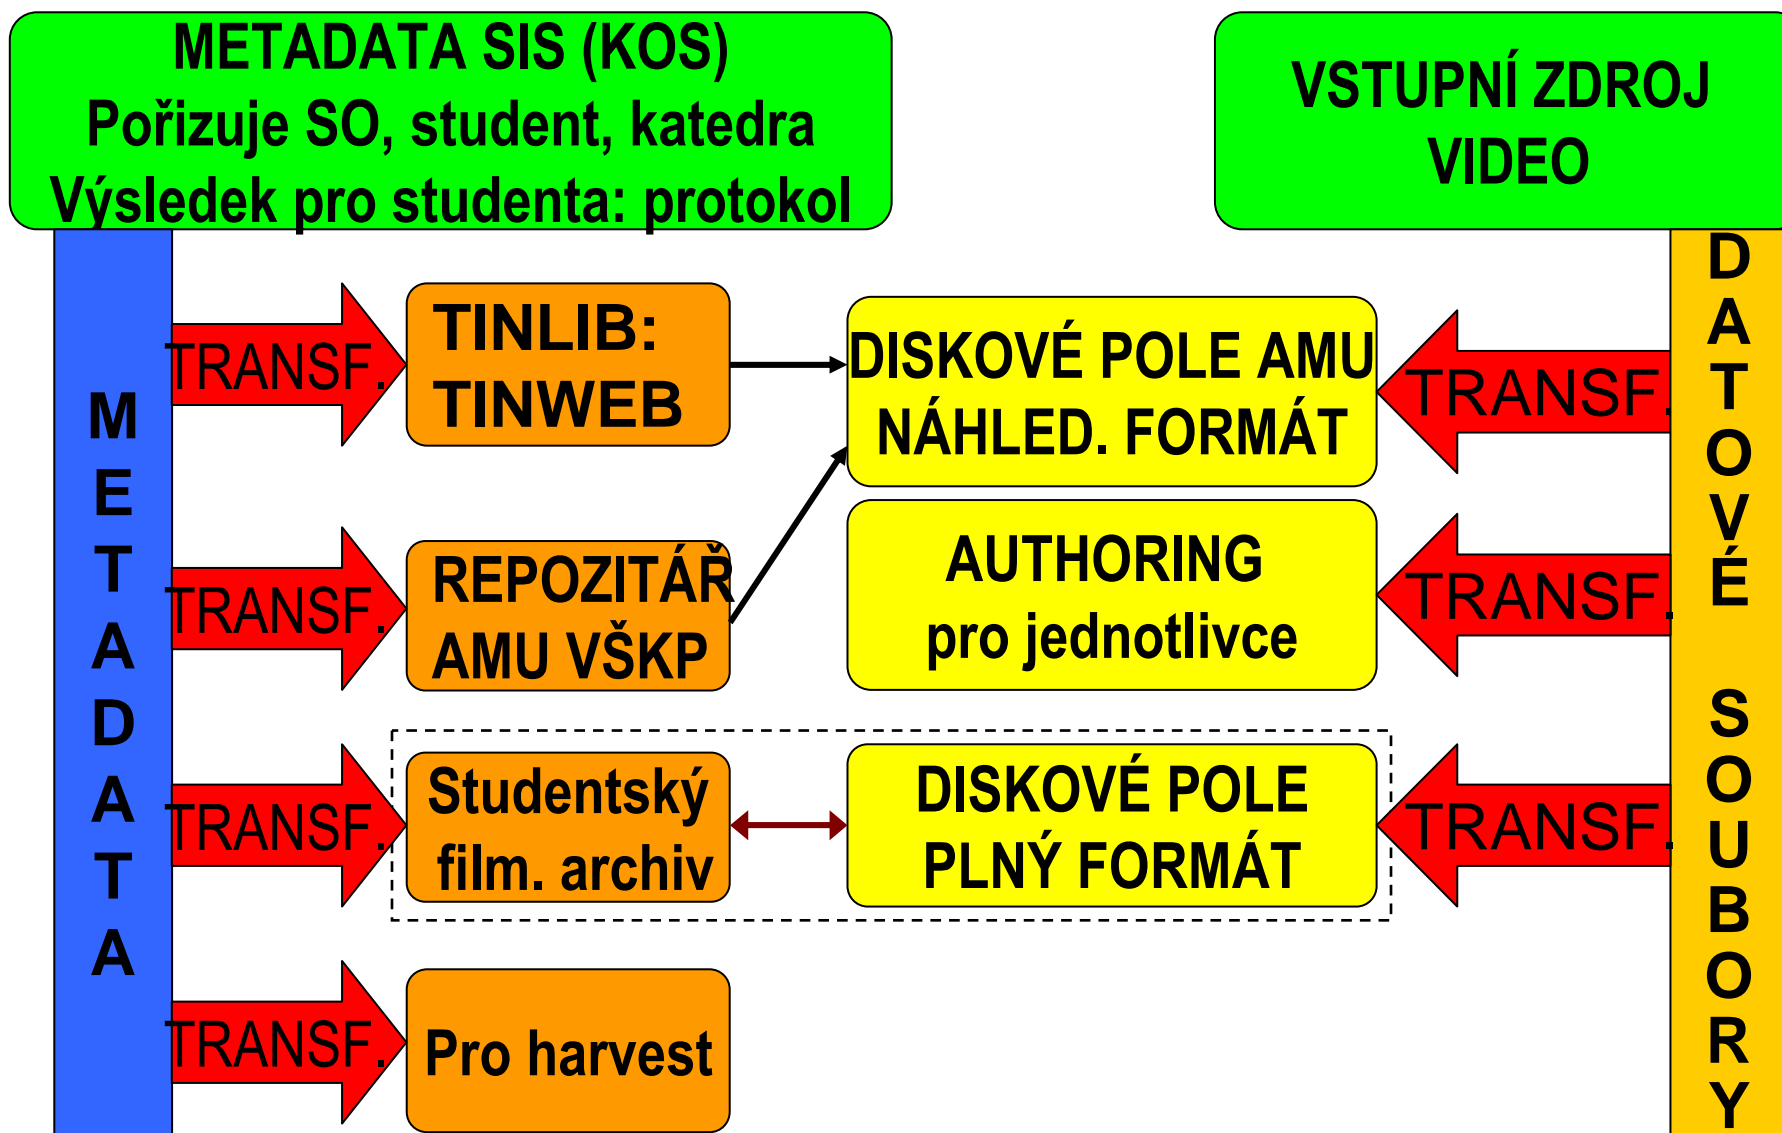 METADATA SIS (KOS)
Pořizuje SO, student, katedra
Výsledek pro studenta: protokol
VSTUPNÍ ZDROJ
VIDEO
METADATA
TRANSF.
TINLIB:
TINWEB
DISKOVÉ POLE AMU
NÁHLED. FORMÁT
TRANSF.
DATOVÉ SOUBORY
TRANSF.
REPOZITÁŘ
AMU VŠKP
AUTHORING
pro jednotlivce
TRANSF.
TRANSF.
Studentský
film. archiv
DISKOVÉ POLE
PLNÝ FORMÁT
TRANSF.
TRANSF.
Pro harvest